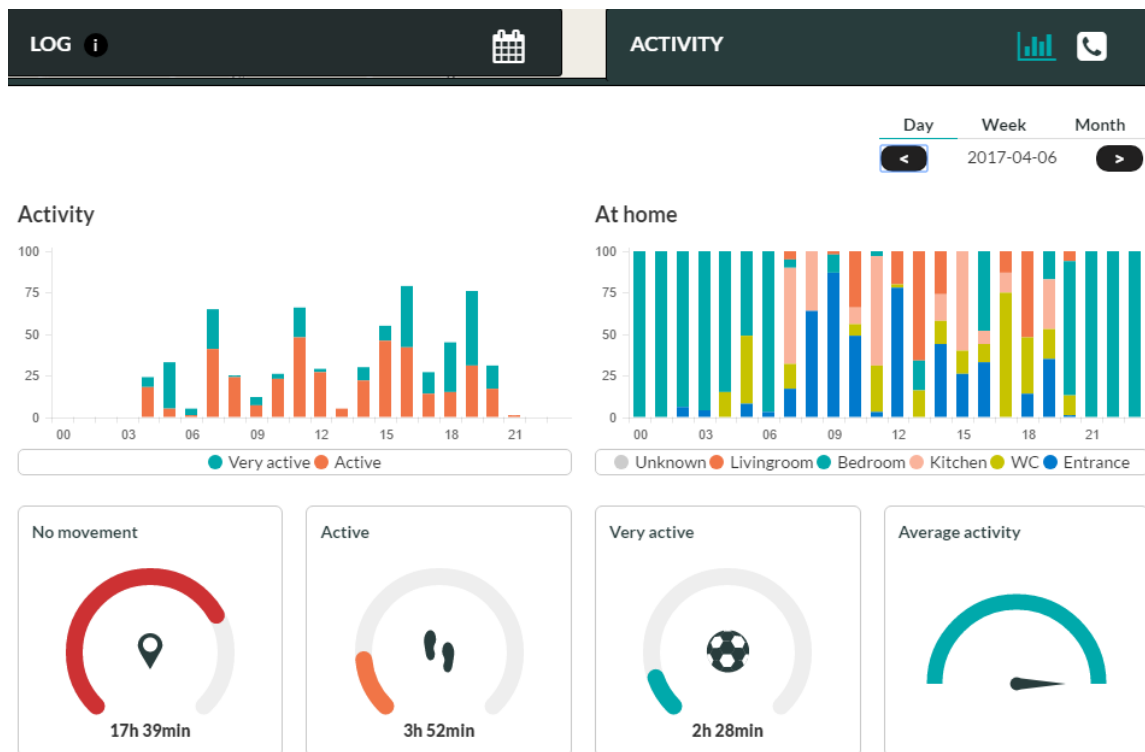 LOG i
ACTIVITY
Day Week Month
< 2017-04-06 >
Activity
100
75
50
25
0
00 03 06 09 12 15 18 21
Very active Active
At home
100
75
50
25
0
00 03 06 09 12 15 18 21
Unknown Livingroom Bedroom Kitchen WC Entrance
No movement
17h 39min
Active
3h 52min
Very active
2h 28min
Average activity